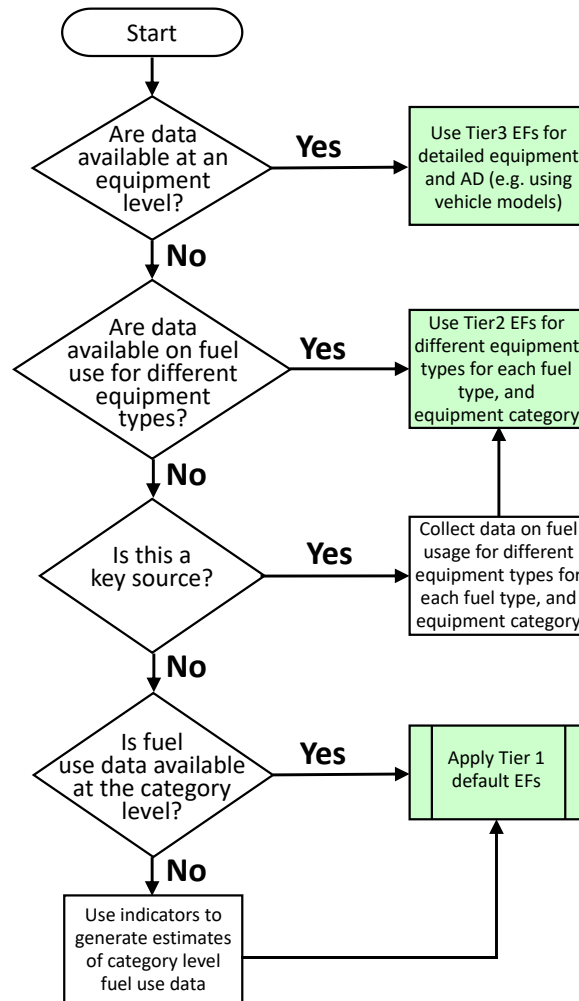 Start
Are data
available at an
equipment
level?
Yes
Use Tier3 EFs for
detailed equipment
and AD (e.g. using
vehicle models)
No
Are data
available on fuel
use for different
equipment
types?
Yes
Use Tier2 EFs for
different equipment
types for each fuel
type, and
equipment category
No
Is this a
key source?
Yes
Collect data on fuel
usage for different
equipment types for
each fuel type, and
equipment category
No
Is fuel
use data available
at the category
level?
Yes
Apply Tier 1
default EFs
No
Use indicators to
generate estimates
of category level
fuel use data